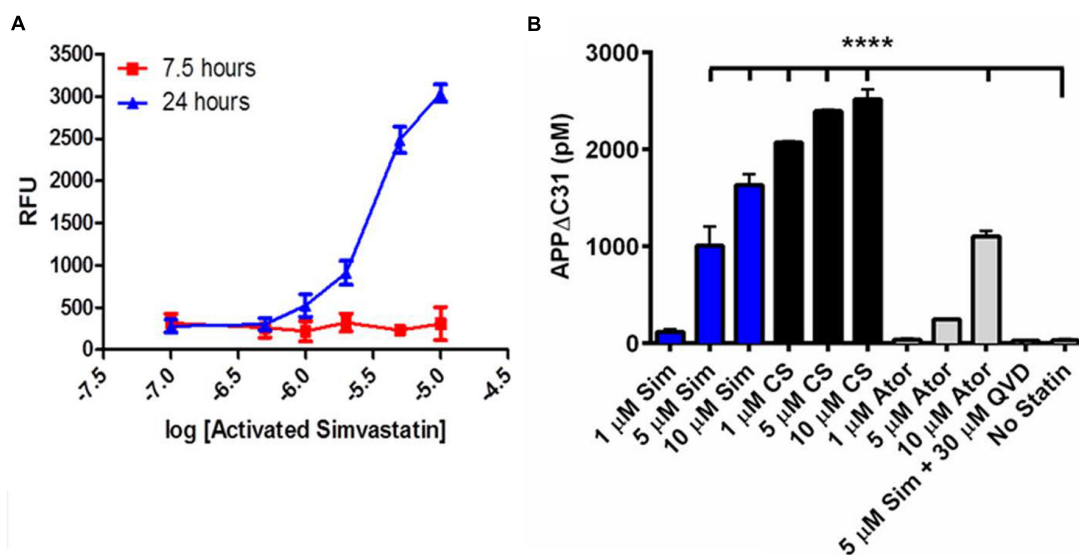 A
3500
3000
2500
2000
1500
1000
500
0
RFU
7.5 hours
24 hours
-7.5
-7.0
-6.5
-6.0
-5.5
-5.0
-4.5
log [Activated Simvastatin]
B
****
3000
2000
1000
0
APPΔC31 (pM)
1 μM Sim
5 μM Sim
10 μM Sim
1 μM CS
5 μM CS
10 μM CS
1 μM Ator
5 μM Ator
10 μM Ator
5 μM Sim + 30 μM QVD
No Statin